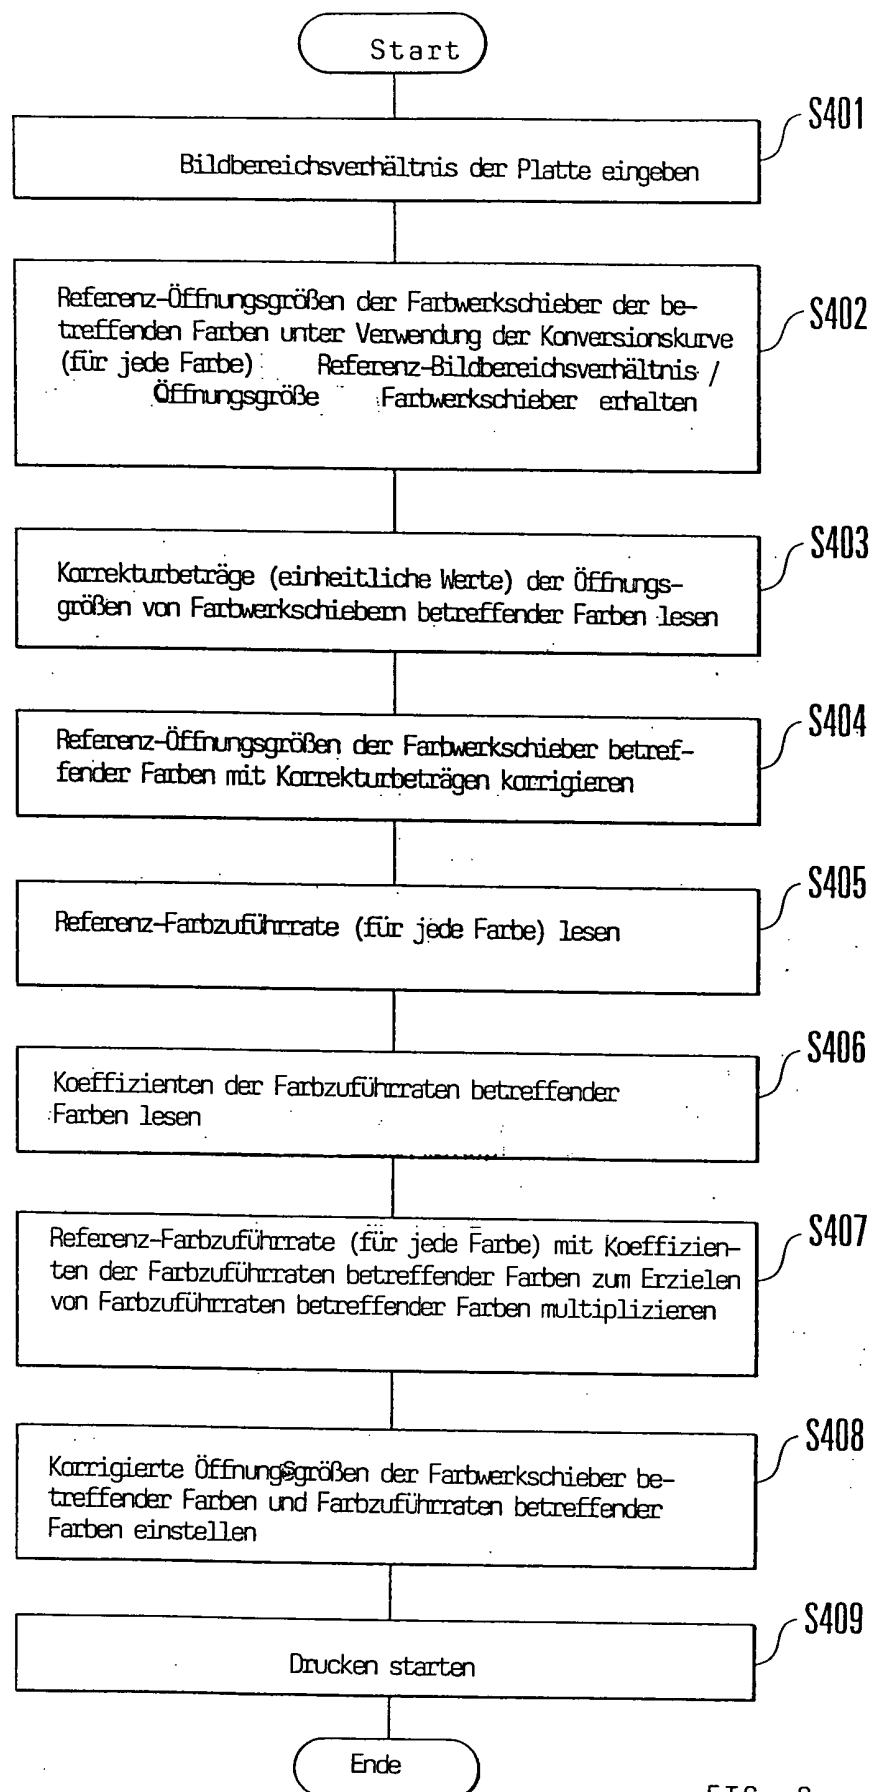 Start
S401
Bildbereichsverhältnis der Platte eingeben
S402
Referenz-Öffnungsgrößen der Farbwerkschieber der be-
treffenden Farben unter Verwendung der Konversionskurve
(für jede Farbe) Referenz-Bildbereichsverhältnis /
Öffnungsgröße Farbwerkschieber erhalten
S403
Korrekturbeträge (einheitliche Werte) der Öffnungs-
größen von Farbwerkschiebern betreffender Farben lesen
S404
Referenz-Öffnungsgrößen der Farbwerkschieber betref-
fender Farben mit Korrekturbeträgen korrigieren
S405
Referenz-Farbzuführrate (für jede Farbe) lesen
S406
Koeffizienten der Farbzuführraten betreffender
Farben lesen
S407
Referenz-Farbzuführrate (für jede Farbe) mit Koeffizien-
ten der Farbzuführraten betreffender Farben zum Erzielen
von Farbzuführraten betreffender Farben multiplizieren
S408
Korrigierte Öffnungsgrößen der Farbwerkschieber be-
treffender Farben und Farbzuführraten betreffender
Farben einstellen
S409
Drucken starten
Ende
FIG.